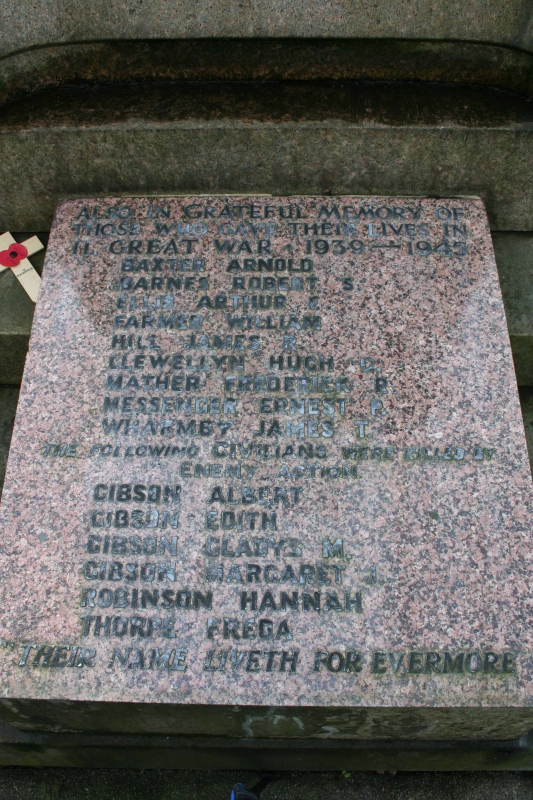 ALSO IN GRATEFUL MEMORY OF
THOSE WHO GAVE THEIR LIVES IN
II GREAT WAR 1939 — 1945
BAXTER ARNOLD
BARNES ROBERT S
ELLIS ARTHUR
FARMER WILLIAM
HILL JAMES
LLEWELLYN HUGH
MATHER FREDERICK
MESSENGER ERNEST
WHARMBY JAMES T
THE FOLLOWING CIVILIANS WERE KILLED BY
ENEMY ACTION
GIBSON ALBERT
GIBSON EDITH
GIBSON GLADYS M.
GIBSON MARGARET J.
ROBINSON HANNAH
THORPE FREDA
"THEIR NAME LIVETH FOR EVERMORE"